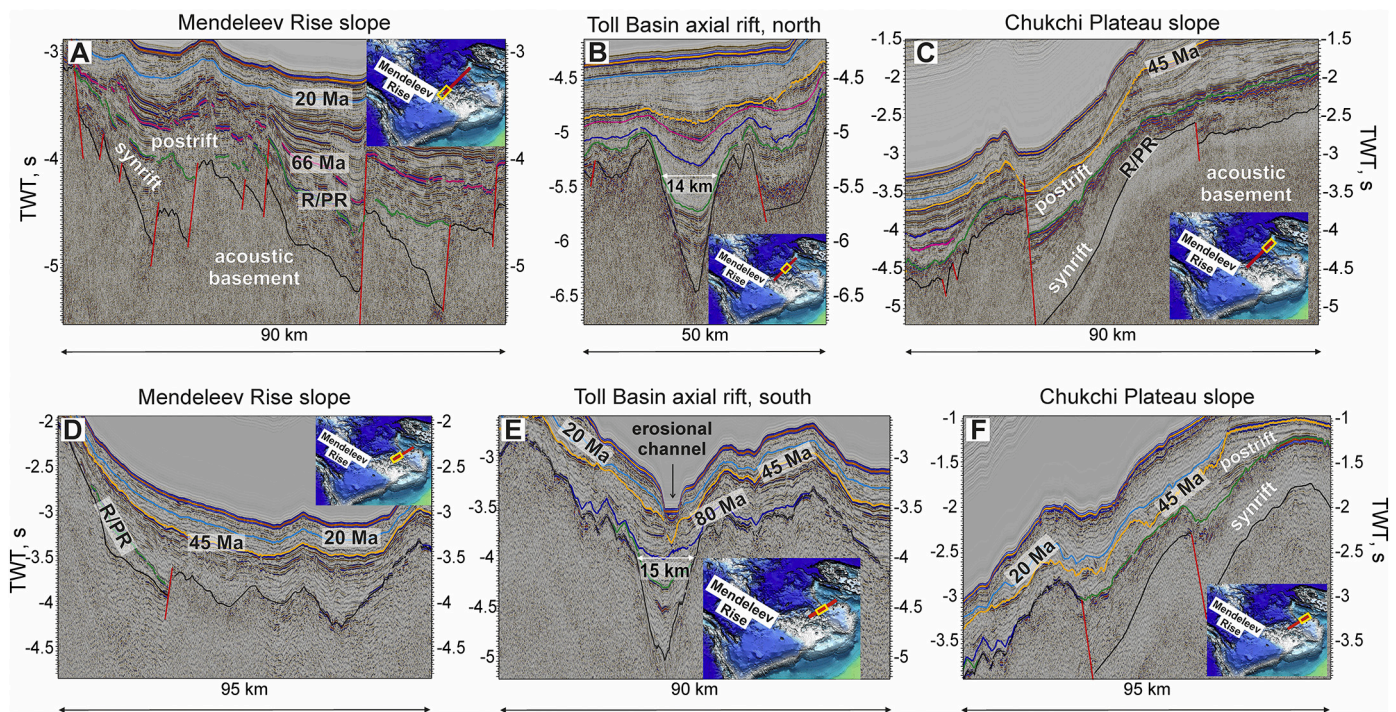 Mendeleev Rise slope
Toll Basin axial rift, north
Chukchi Plateau slope
A
-3
-4
-5
TWT, s
20 Ma
postrift
synrift
66 Ma
R/PR
acoustic
basement
Mendeleev
Rise
-3
-4
-5
90 km
B
-4.5
-5
-5.5
-6
-6.5
14 km
Mendeleev
Rise
-4.5
-5
-5.5
-6
-6.5
50 km
C
-1.5
-2
-2.5
-3
-3.5
-4
-4.5
-5
45 Ma
postrift
R/PR
synrift
acoustic
basement
Mendeleev
Rise
-1.5
-2
-2.5
-3
-3.5
-4
-4.5
-5
TWT, s
90 km
Mendeleev Rise slope
Toll Basin axial rift, south
Chukchi Plateau slope
D
-2
-2.5
-3
-3.5
-4
-4.5
TWT, s
R/PR
45 Ma
20 Ma
Mendeleev
Rise
-2
-2.5
-3
-3.5
-4
-4.5
95 km
E
20 Ma
erosional
channel
45 Ma
80 Ma
15 km
Mendeleev
Rise
-3
-3.5
-4
-4.5
-5
90 km
F
-1
-1.5
-2
-2.5
-3
-3.5
20 Ma
45 Ma
postrift
synrift
Mendeleev
Rise
-1
-1.5
-2
-2.5
-3
-3.5
TWT, s
95 km